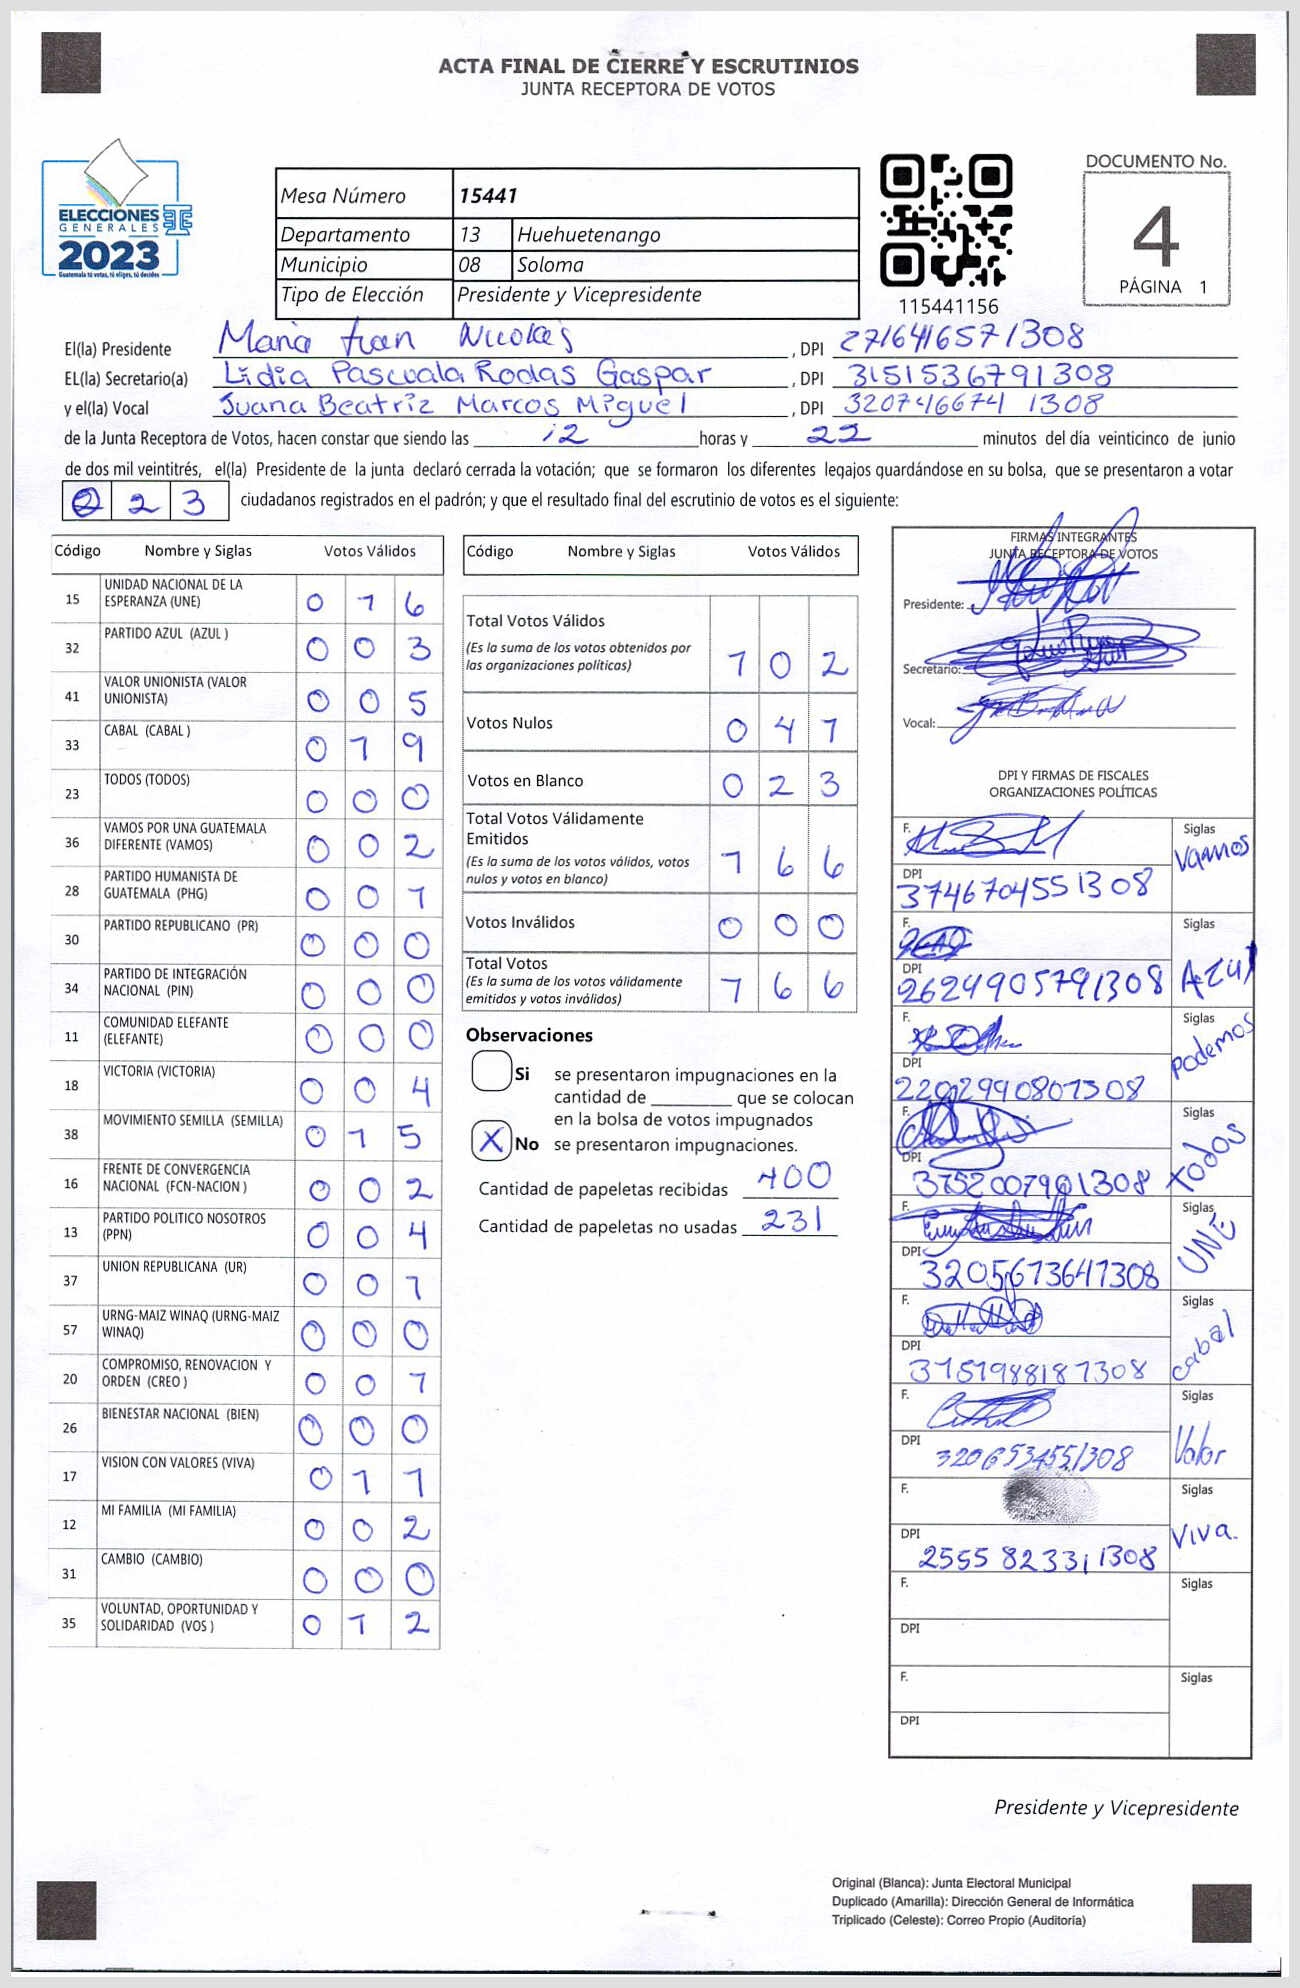 ACTA FINAL DE CIERRE Y ESCRUTINIOS
JUNTA RECEPTORA DE VOTOS
ELECCIONES
GENERALES
2023
Guatemala tú votas, tú eliges, tú decides
Mesa Número 15441
Departamento 13 Huehuetenango
Municipio 08 Soloma
Tipo de Elección Presidente y Vicepresidente
115441156
DOCUMENTO No.
4
PÁGINA 1
El(la) Presidente Maria Juan Nicolás, DPI 2716416571308
EL(la) Secretario(a) Lidia Pascuala Rodas Gaspar, DPI 3151536791308
y el(la) Vocal Juana Beatriz Marcos Miguel, DPI 320746674 1308
de la Junta Receptora de Votos, hacen constar que siendo las 12 horas y 22 minutos del día veinticinco de junio
de dos mil veintitrés, el(la) Presidente de la junta declaró cerrada la votación; que se formaron los diferentes legajos guardándose en su bolsa, que se presentaron a votar
0 2 3 ciudadanos registrados en el padrón; y que el resultado final del escrutinio de votos es el siguiente:
Código Nombre y Siglas Votos Válidos
15 UNIDAD NACIONAL DE LA ESPERANZA (UNE) 0 1 6
32 PARTIDO AZUL (AZUL ) 0 0 3
41 VALOR UNIONISTA (VALOR UNIONISTA) 0 0 5
33 CABAL (CABAL ) 0 1 9
23 TODOS (TODOS) 0 0 0
36 VAMOS POR UNA GUATEMALA DIFERENTE (VAMOS) 0 0 2
28 PARTIDO HUMANISTA DE GUATEMALA (PHG) 0 0 1
30 PARTIDO REPUBLICANO (PR) 0 0 0
34 PARTIDO DE INTEGRACIÓN NACIONAL (PIN) 0 0 0
11 COMUNIDAD ELEFANTE (ELEFANTE) 0 0 0
18 VICTORIA (VICTORIA) 0 0 4
38 MOVIMIENTO SEMILLA (SEMILLA) 0 1 5
16 FRENTE DE CONVERGENCIA NACIONAL (FCN-NACION ) 0 0 2
13 PARTIDO POLITICO NOSOTROS (PPN) 0 0 4
37 UNION REPUBLICANA (UR) 0 0 1
57 URNG-MAIZ WINAQ (URNG-MAIZ WINAQ) 0 0 0
20 COMPROMISO, RENOVACION Y ORDEN (CREO ) 0 0 1
26 BIENESTAR NACIONAL (BIEN) 0 0 0
17 VISION CON VALORES (VIVA) 0 1 1
12 MI FAMILIA (MI FAMILIA) 0 0 2
31 CAMBIO (CAMBIO) 0 0 0
35 VOLUNTAD, OPORTUNIDAD Y SOLIDARIDAD (VOS ) 0 1 2
Código Nombre y Siglas Votos Válidos
Total Votos Válidos
(Es la suma de los votos obtenidos por
las organizaciones políticas) 1 0 2
Votos Nulos 0 4 1
Votos en Blanco 0 2 3
Total Votos Válidamente
Emitidos
(Es la suma de los votos válidos, votos
nulos y votos en blanco) 1 6 6
Votos Inválidos 0 0 0
Total Votos
(Es la suma de los votos válidamente
emitidos y votos inválidos) 1 6 6
Observaciones
Si se presentaron impugnaciones en la
cantidad de ________ que se colocan
en la bolsa de votos impugnados
X No se presentaron impugnaciones.
Cantidad de papeletas recibidas 400
Cantidad de papeletas no usadas 231
FIRMAS INTEGRANTES
JUNTA RECEPTORA DE VOTOS
Presidente:
Secretario:
Vocal:
DPI Y FIRMAS DE FISCALES
ORGANIZACIONES POLÍTICAS
F. Siglas Vamos
DPI 3746704551308
F. Siglas Azul
DPI 2624905791308
F. Siglas podemos
DPI 22029940801308
F. Siglas Todos
DPI 3752007961308
F. Siglas UNE
DPI 3205673641308
F. Siglas cabal
DPI 3151988181308
F. Siglas Valor
DPI 3206534551308
F. Siglas Viva.
DPI 2555 82331 1308
F. Siglas
DPI
F. Siglas
DPI
Presidente y Vicepresidente
Original (Blanca): Junta Electoral Municipal
Duplicado (Amarilla): Dirección General de Informática
Triplicado (Celeste): Correo Propio (Auditoría)